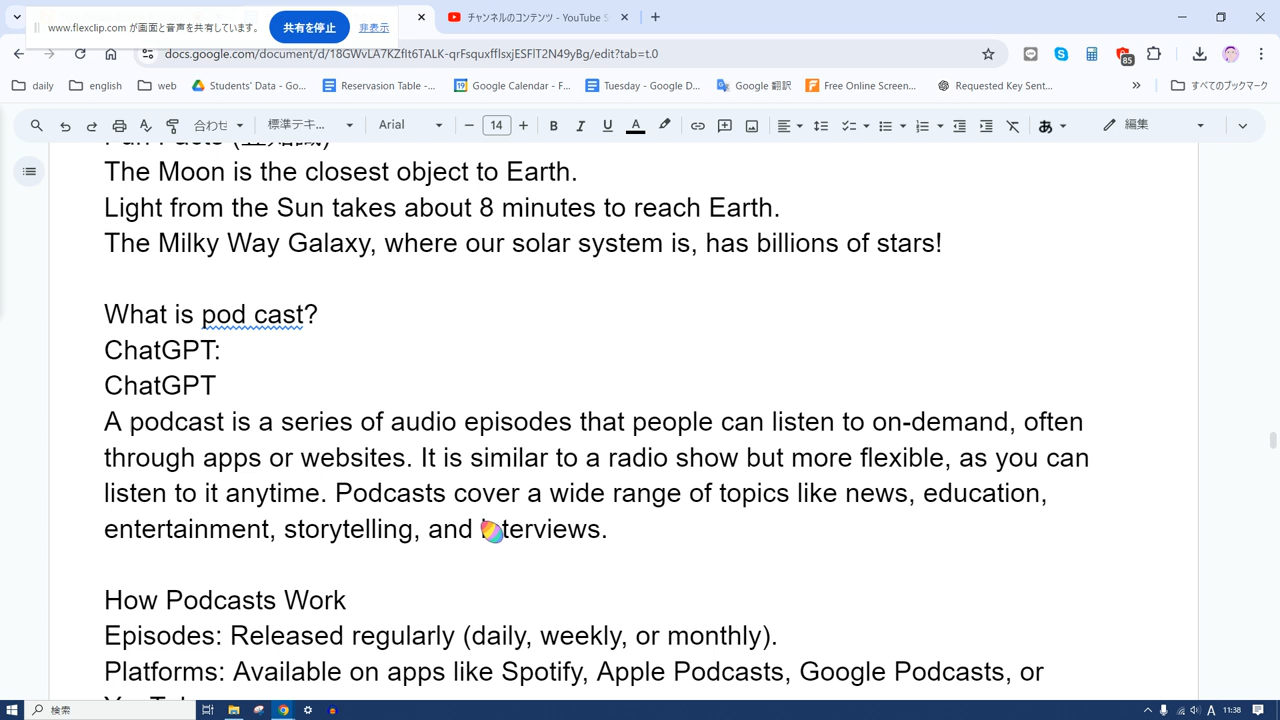 www.flexclip.com が画面と音声を共有しています。 共有を停止 非表示
チャンネルのコンテンツ - YouTube S
docs.google.com/document/d/18GWvLA7KZflt6TALK-qrFsquxfflsxjESFlT2N49yBg/edit?tab=t.0
85
daily english web Students' Data - Go... Reservasion Table -... Google Calendar - F... Tuesday - Google D... Google 翻訳 Free Online Screen... Requested Key Sent... » すべてのブックマーク
合わせ 標準テキ... Arial 14 B I U A あ 編集
The Moon is the closest object to Earth.
Light from the Sun takes about 8 minutes to reach Earth.
The Milky Way Galaxy, where our solar system is, has billions of stars!
What is pod cast?
ChatGPT:
ChatGPT
A podcast is a series of audio episodes that people can listen to on-demand, often
through apps or websites. It is similar to a radio show but more flexible, as you can
listen to it anytime. Podcasts cover a wide range of topics like news, education,
entertainment, storytelling, and interviews.
How Podcasts Work
Episodes: Released regularly (daily, weekly, or monthly).
Platforms: Available on apps like Spotify, Apple Podcasts, Google Podcasts, or
検索 A 11:38